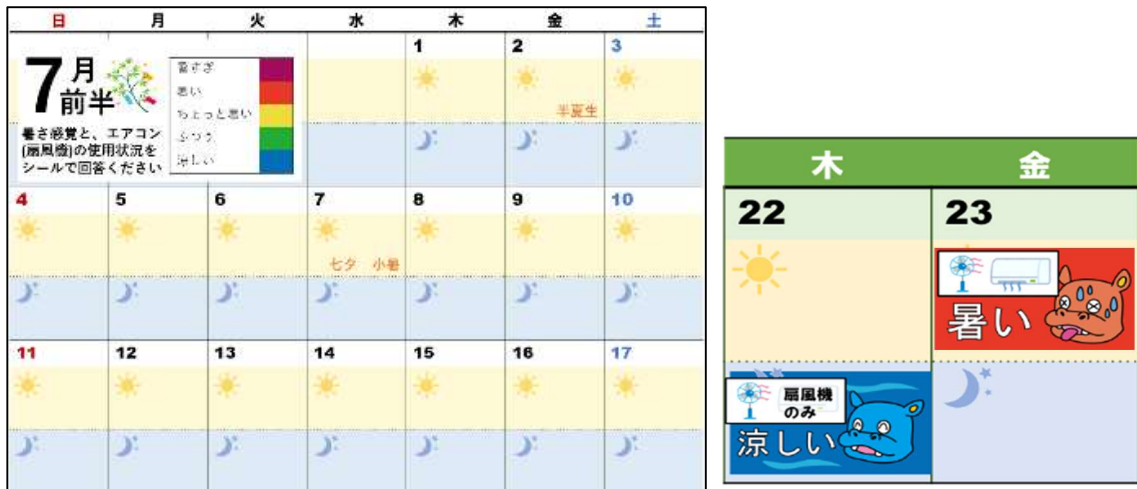 日 月 火 水 木 金 土
1 2 3
7月
前半
暑すぎ
暑い
ちょっと暑い
ふつう
涼しい
暑さ感覚と、エアコン
(扇風機)の使用状況を
シールで回答ください
半夏生
4 5 6 7 8 9 10
七夕 小暑
11 12 13 14 15 16 17
木 金
22 23
暑い
扇風機
のみ
涼しい